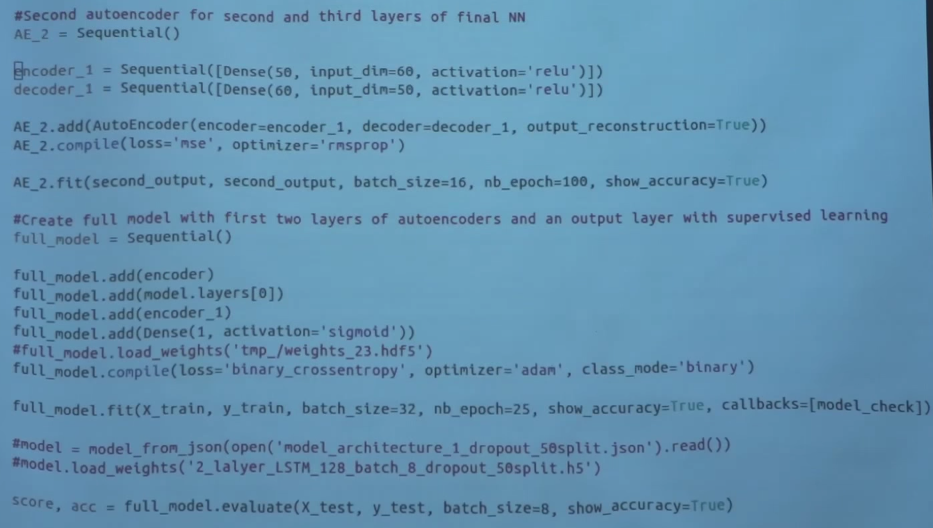 #Second autoencoder for second and third layers of final NN
AE_2 = Sequential()
encoder_1 = Sequential([Dense(50, input_dim=60, activation='relu')])
decoder_1 = Sequential([Dense(60, input_dim=50, activation='relu')])
AE_2.add(AutoEncoder(encoder=encoder_1, decoder=decoder_1, output_reconstruction=True))
AE_2.compile(loss='mse', optimizer='rmsprop')
AE_2.fit(second_output, second_output, batch_size=16, nb_epoch=100, show_accuracy=True)
#Create full model with first two layers of autoencoders and an output layer with supervised learning
full_model = Sequential()
full_model.add(encoder)
full_model.add(model.layers[0])
full_model.add(encoder_1)
full_model.add(Dense(1, activation='sigmoid'))
#full_model.load_weights('tmp_/weights_23.hdf5')
full_model.compile(loss='binary_crossentropy', optimizer='adam', class_mode='binary')
full_model.fit(X_train, y_train, batch_size=32, nb_epoch=25, show_accuracy=True, callbacks=[model_check])
#model = model_from_json(open('model_architecture_1_dropout_50split.json').read())
#model.load_weights('2_lalyer_LSTM_128_batch_8_dropout_50split.h5')
score, acc = full_model.evaluate(X_test, y_test, batch_size=8, show_accuracy=True)